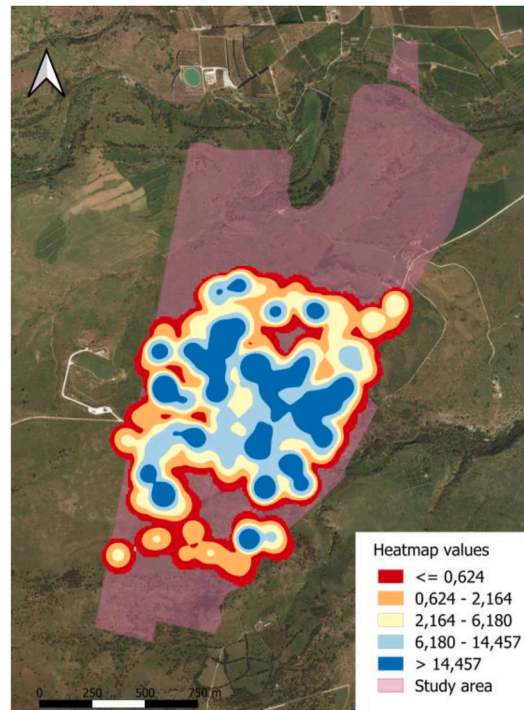 Heatmap values
<= 0,624
0,624 - 2,164
2,164 - 6,180
6,180 - 14,457
> 14,457
Study area
0 250 500 750 m